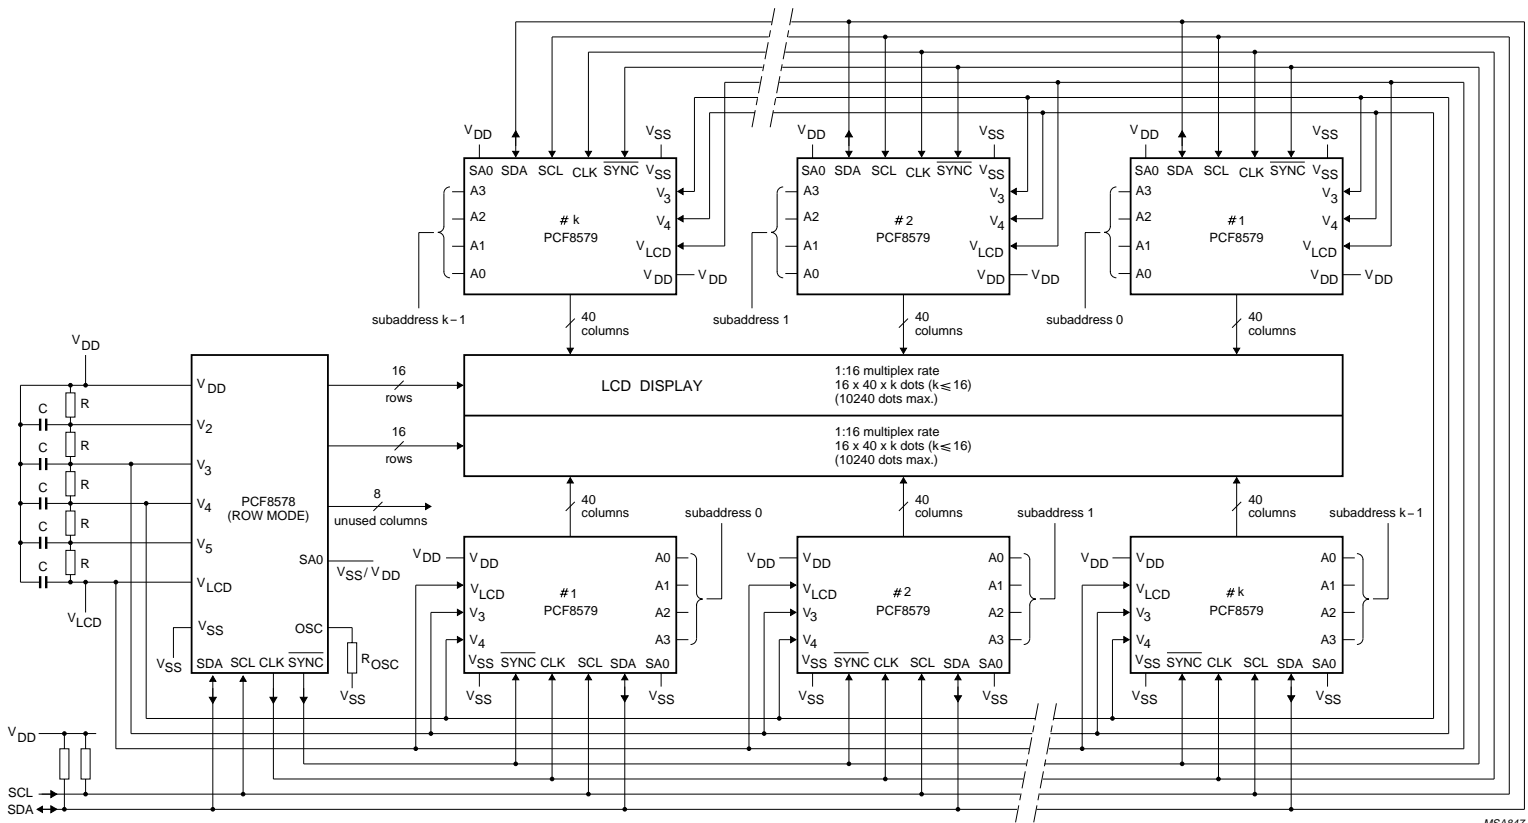 VDD VSS VDD VSS VDD VSS
SA0 SDA SCL CLK SYNC VSS
SA0 SDA SCL CLK SYNC VSS
SA0 SDA SCL CLK SYNC VSS
A3 V3 A3 V3 A3 V3
A2 # k V4 A2 # 2 V4 A2 # 1 V4
PCF8579 PCF8579 PCF8579
A1 VLCD A1 VLCD A1 VLCD
A0 VDD VDD A0 VDD VDD A0 VDD VDD
subaddress k–1 40 columns
subaddress 1 40 columns
subaddress 0 40 columns
VDD
VDD
C R
V2
C R
V3
C R
V4
C R
V5
C R
VLCD
VLCD
VSS
VSS
PCF8578
(ROW MODE)
SA0
VSS/ VDD
OSC
ROSC
VSS
SDA SCL CLK SYNC
16
rows
16
rows
8
unused columns
LCD DISPLAY
1:16 multiplex rate
16 x 40 x k dots (k ≤ 16)
(10240 dots max.)
1:16 multiplex rate
16 x 40 x k dots (k ≤ 16)
(10240 dots max.)
40 columns subaddress 0
40 columns subaddress 1
40 columns subaddress k–1
VDD VDD A0 VDD VDD A0 VDD VDD A0
VLCD A1 VLCD A1 VLCD A1
# 1 # 2 # k
V3 PCF8579 A2 V3 PCF8579 A2 V3 PCF8579 A2
V4 A3 V4 A3 V4 A3
VSS SYNC CLK SCL SDA SA0
VSS SYNC CLK SCL SDA SA0
VSS SYNC CLK SCL SDA SA0
VSS VSS VSS VSS VSS VSS
VDD
SCL
SDA
MSA847